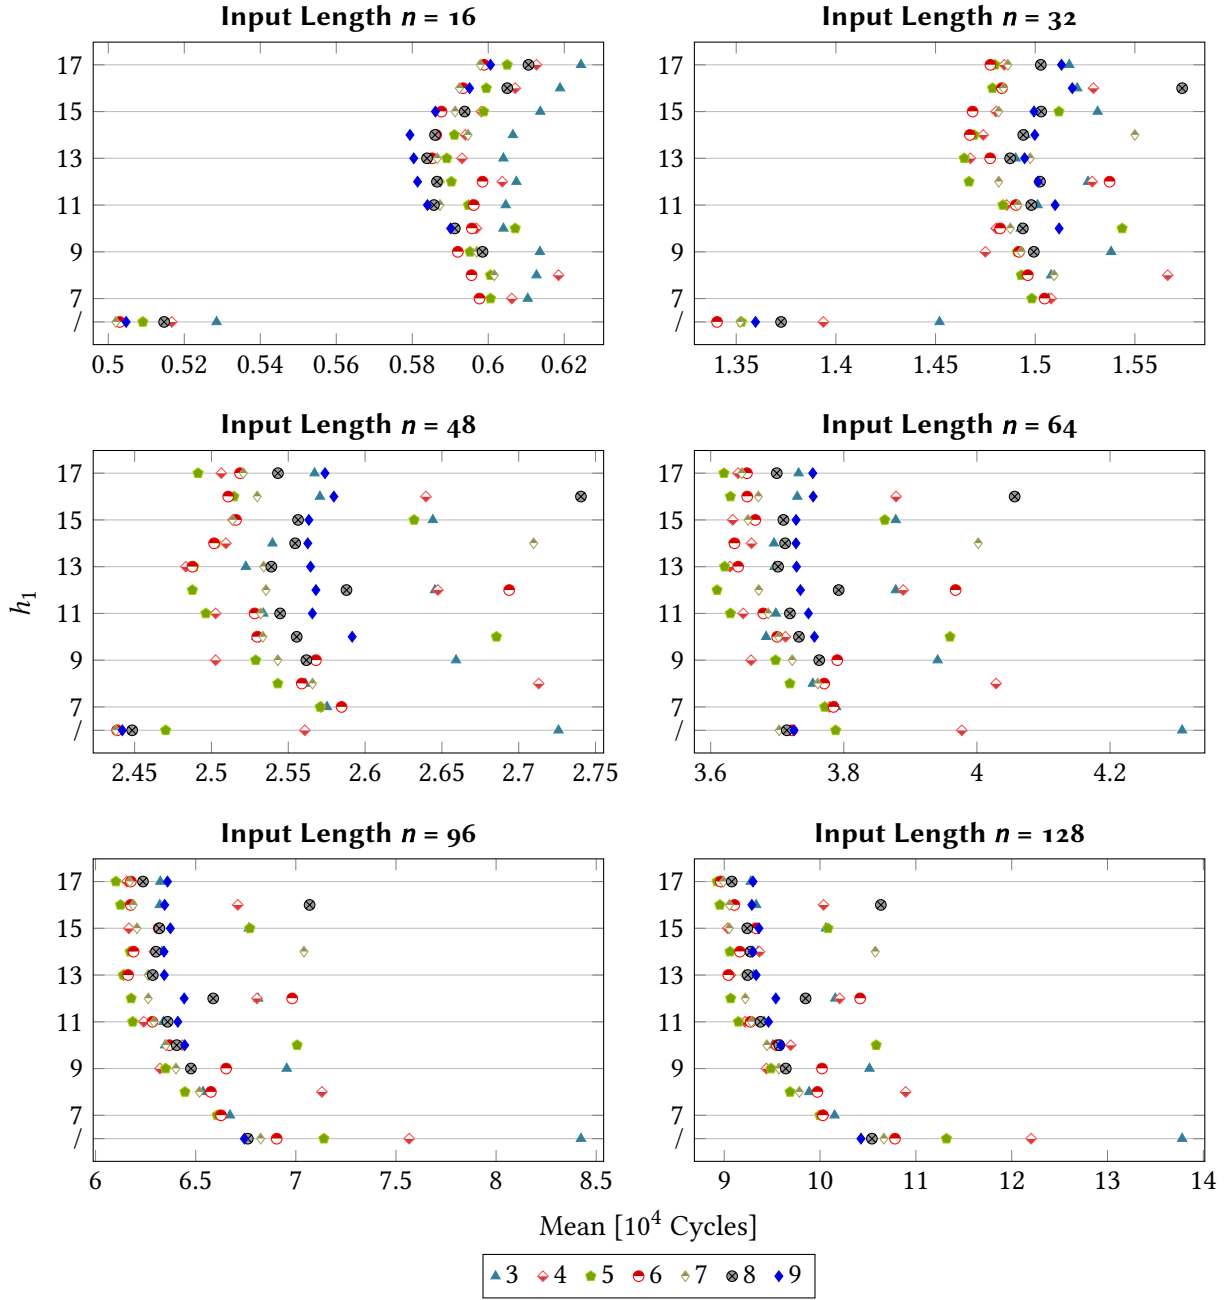 Input Length n = 16
Input Length n = 32
17
15
13
11
9
7
/
0.5 0.52 0.54 0.56 0.58 0.6 0.62
17
15
13
11
9
7
/
1.35 1.4 1.45 1.5 1.55
Input Length n = 48
Input Length n = 64
h1
17
15
13
11
9
7
/
2.45 2.5 2.55 2.6 2.65 2.7 2.75
17
15
13
11
9
7
/
3.6 3.8 4 4.2
Input Length n = 96
Input Length n = 128
17
15
13
11
9
7
/
6 6.5 7 7.5 8 8.5
17
15
13
11
9
7
/
9 10 11 12 13 14
Mean [10⁴ Cycles]
3 4 5 6 7 8 9